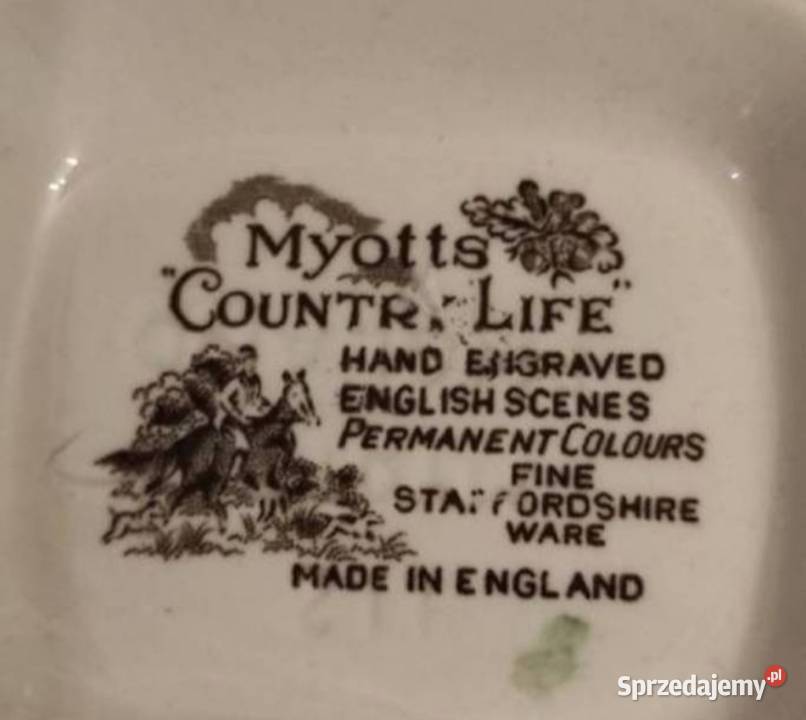 Myotts
"COUNTRY LIFE"
HAND ENGRAVED
ENGLISH SCENES
PERMANENT COLOURS
FINE
STAFFORDSHIRE
WARE
MADE IN ENGLAND
Sprzedajemy.pl